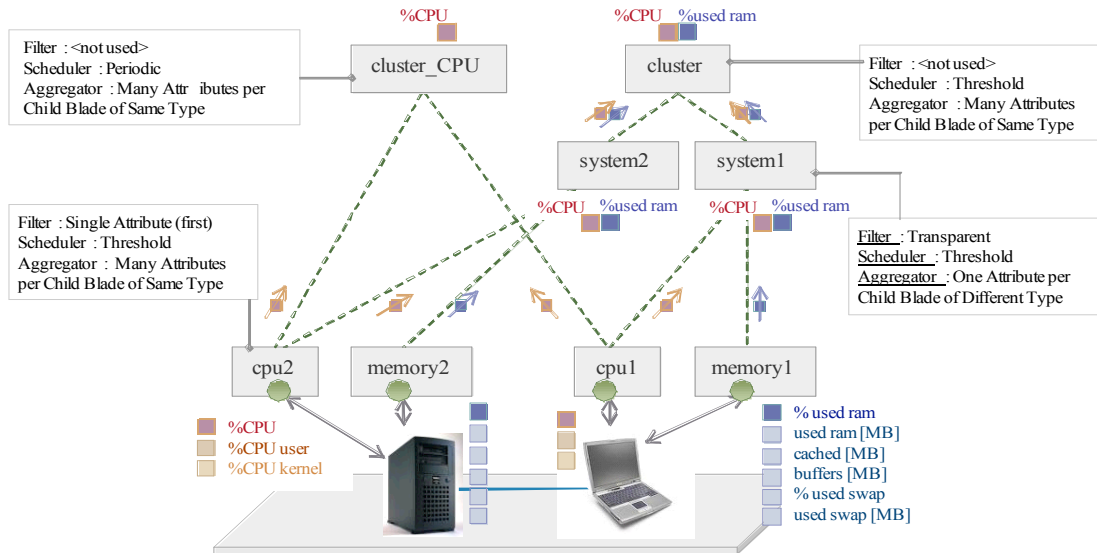 %CPU
%CPU
%used ram
Filter : <not used>
Scheduler : Periodic
Aggregator : Many Attr ibutes per
Child Blade of Same Type
cluster_CPU
cluster
Filter : <not used>
Scheduler : Threshold
Aggregator : Many Attributes
per Child Blade of Same Type
system2
system1
%CPU
%used ram
%CPU
%used ram
Filter : Single Attribute (first)
Scheduler : Threshold
Aggregator : Many Attributes
per Child Blade of Same Type
Filter : Transparent
Scheduler : Threshold
Aggregator : One Attribute per
Child Blade of Different Type
cpu2
memory2
cpu1
memory1
%CPU
%CPU user
%CPU kernel
% used ram
used ram [MB]
cached [MB]
buffers [MB]
% used swap
used swap [MB]